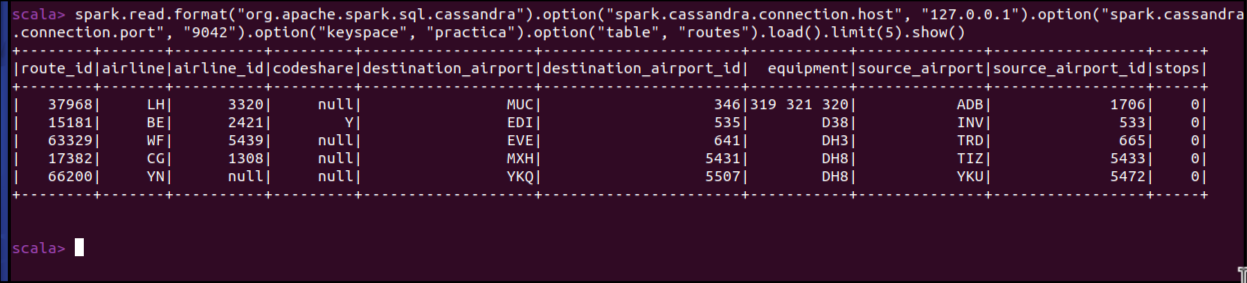 scala> spark.read.format("org.apache.spark.sql.cassandra").option("spark.cassandra.connection.host", "127.0.0.1").option("spark.cassandra
.connection.port", "9042").option("keyspace", "practica").option("table", "routes").load().limit(5).show()
+--------+-------+----------+---------+-------------------+----------------------+-----------+--------------+-----------------+-----+
|route_id|airline|airline_id|codeshare|destination_airport|destination_airport_id|  equipment|source_airport|source_airport_id|stops|
+--------+-------+----------+---------+-------------------+----------------------+-----------+--------------+-----------------+-----+
|   37968|     LH|      3320|     null|                MUC|                   346|319 321 320|           ADB|             1706|    0|
|   15181|     BE|      2421|        Y|                EDI|                   535|        D38|           INV|              533|    0|
|   63329|     WF|      5439|     null|                EVE|                   641|        DH3|           TRD|              665|    0|
|   17382|     CG|      1308|     null|                MXH|                  5431|        DH8|           TIZ|             5433|    0|
|   66200|     YN|      null|     null|                YKQ|                  5507|        DH8|           YKU|             5472|    0|
+--------+-------+----------+---------+-------------------+----------------------+-----------+--------------+-----------------+-----+
scala>